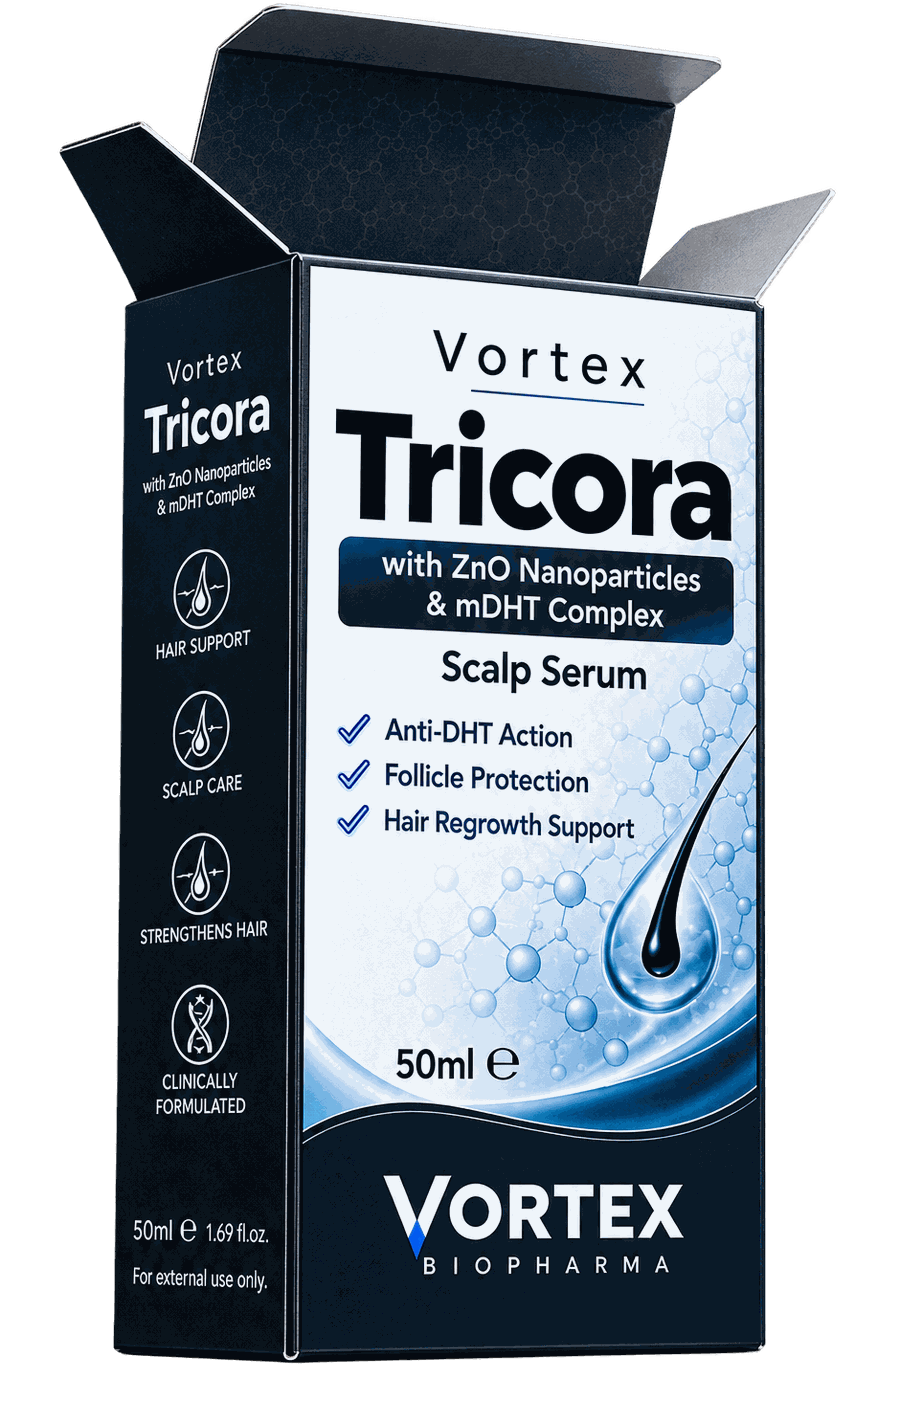 Vortex
Tricora
with ZnO Nanoparticles
& mDHT Complex
HAIR SUPPORT
SCALP CARE
STRENGTHENS HAIR
CLINICALLY
FORMULATED
50ml ℮ 1.69 fl.oz.
For external use only.
Vortex
Tricora
with ZnO Nanoparticles
& mDHT Complex
Scalp Serum
Anti-DHT Action
Follicle Protection
Hair Regrowth Support
50ml ℮
VORTEX
BIOPHARMA